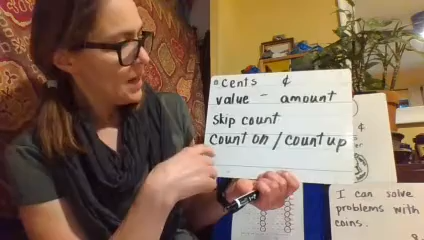 ° cents ¢
value - amount
skip count
count on / count up
¢
I can solve
problems with
coins.